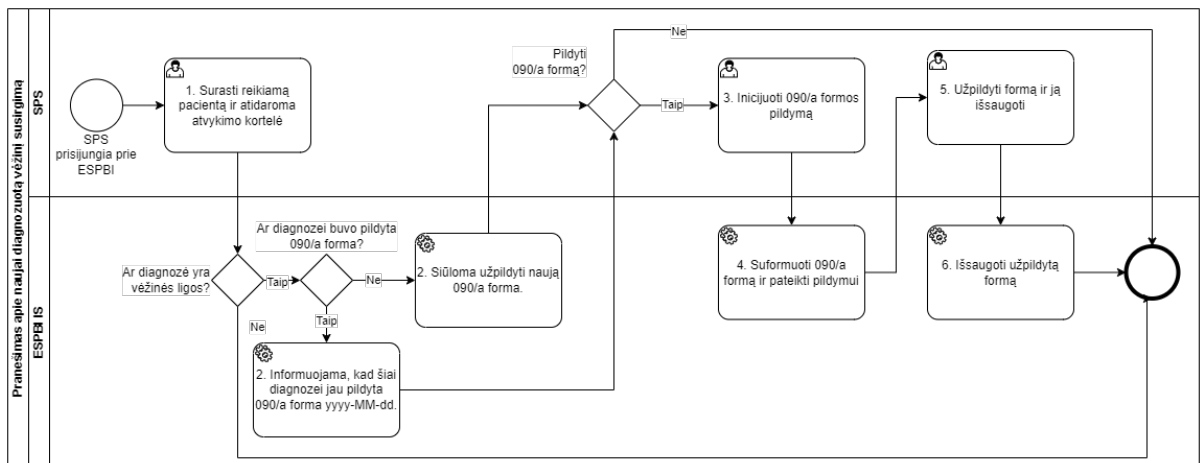 Pranešimas apie naujai diagnozuotą vėžinį susirgimą
SPS
SPS
prisijungia prie
ESPBI
1. Surasti reikiamą
pacientą ir atidaroma
atvykimo kortelė
Pildyti
090/a formą?
Ne
Taip
3. Inicijuoti 090/a formos
pildymą
5. Užpildyti formą ir ją
išsaugoti
ESPBI IS
Ar diagnozė yra
vėžinės ligos?
Taip
Ar diagnozei buvo pildyta
090/a forma?
Ne
2. Siūloma užpildyti naują
090/a forma.
Taip
Ne
2. Informuojama, kad šiai
diagnozei jau pildyta
090/a forma yyyy-MM-dd.
4. Suformuoti 090/a
formą ir pateikti pildymui
6. Išsaugoti užpildytą
formą